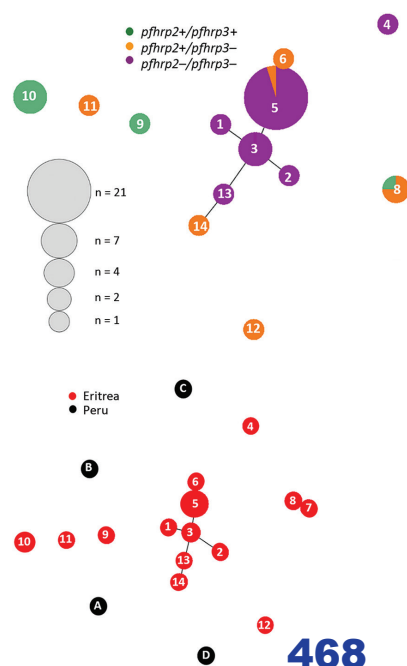 pfhrp2+/pfhrp3+
pfhrp2+/pfhrp3–
pfhrp2–/pfhrp3–
4
6
5
10
11
9
1
3
2
13
14
8
12
n = 21
n = 7
n = 4
n = 2
n = 1
Eritrea
Peru
C
4
B
6
5
8
7
1
3
2
10
11
9
13
14
A
12
D
468